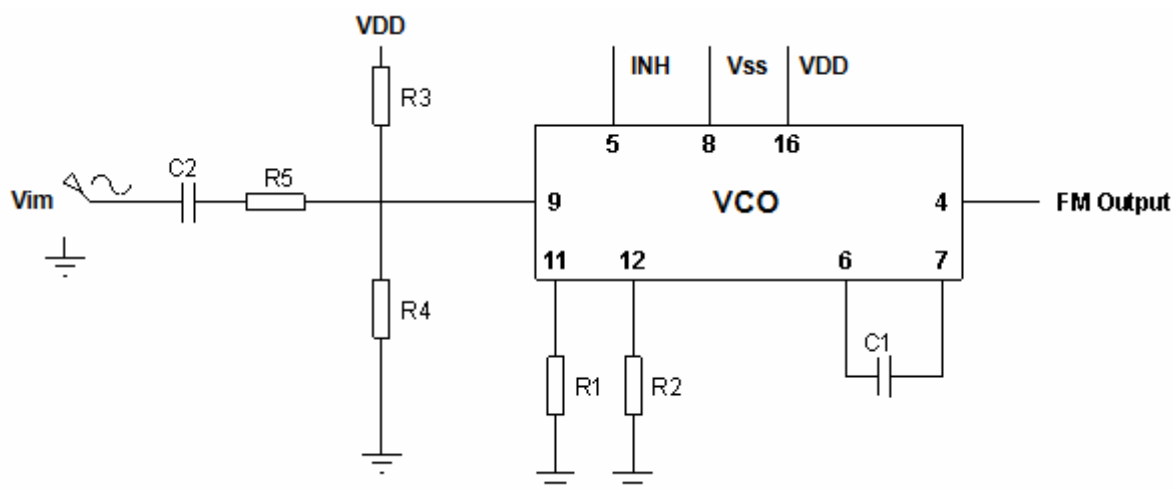 VDD
R3
INH
Vss
VDD
5
8
16
C2
R5
Vim
9
VCO
4
FM Output
11
12
6
7
R4
C1
R1
R2